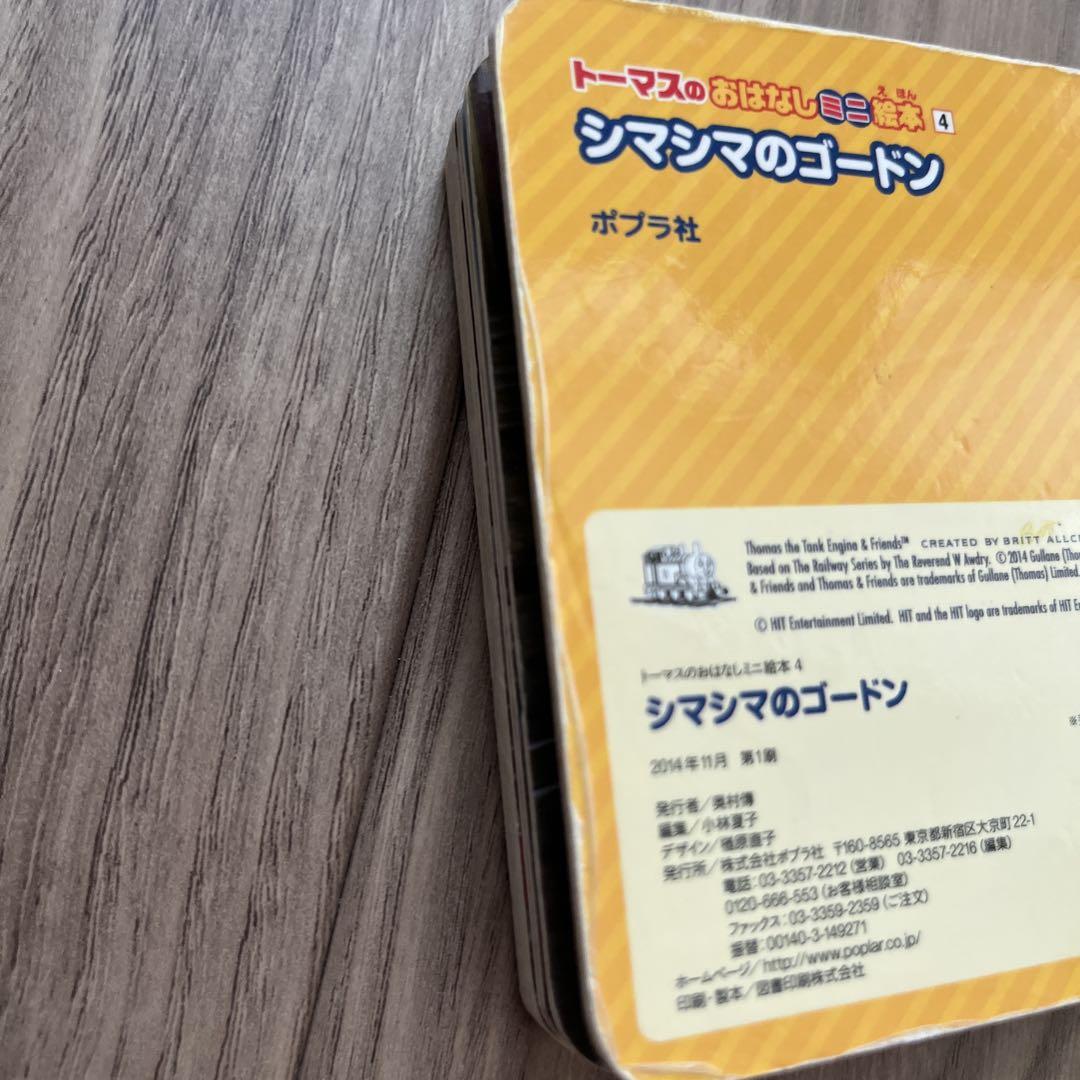 トーマスのおはなしミニ絵本 4
えほん
シマシマのゴードン
ポプラ社
Thomas the Tank Engine & Friends™ CREATED BY BRITT
Based on The Railway Series by The Reverend W Awdry. ©2014 Gullane
& Friends and Thomas & Friends are trademarks of Gullane (Thomas) Limited.
© HIT Entertainment Limited. HIT and the HIT logo are trademarks of HIT
トーマスのおはなしミニ絵本 4
シマシマのゴードン
2014年11月 第1刷
発行者/奥村傳
編集/小林夏子
デザイン/植原直子
発行所/株式会社ポプラ社 〒160-8565 東京都新宿区大京町22-1
電話:03-3357-2212(営業) 03-3357-2216(編集)
0120-666-553(お客様相談室)
ファックス:03-3359-2359(ご注文)
振替:00140-3-149271
ホームページ/http://www.poplar.co.jp/
印刷・製本/図書印刷株式会社